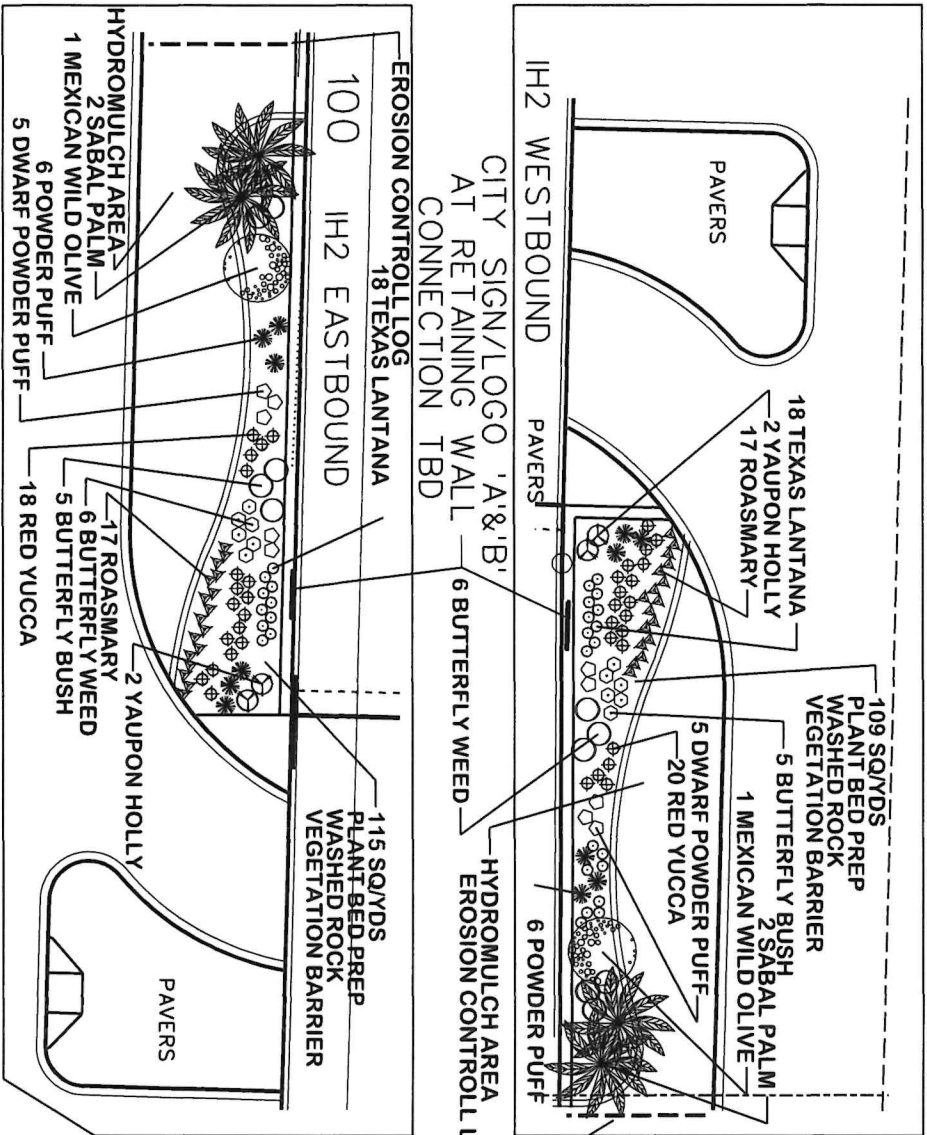 PAVERS
IH2 WESTBOUND
PAVERS
18 TEXAS LANTANA
2 YAUPON HOLLY
17 ROASMARY
109 SQ/YDS
PLANT BED PREP
WASHED ROCK
VEGETATION BARRIER
5 BUTTERFLY BUSH
2 SABAL PALM
1 MEXICAN WILD OLIVE
5 DWARF POWDER PUFF
20 RED YUCCA
HYDROMULCH AREA
EROSION CONTROLL L
6 POWDER PUFF
6 BUTTERFLY WEED
CITY SIGN/LOGO 'A'&'B'
AT RETAINING WALL
CONNECTION TBD
EROSION CONTROLL LOG
18 TEXAS LANTANA
100 IH2 EASTBOUND
HYDROMULCH AREA
2 SABAL PALM
1 MEXICAN WILD OLIVE
6 POWDER PUFF
5 DWARF POWDER PUFF
18 RED YUCCA
17 ROASMARY
6 BUTTERFLY WEED
5 BUTTERFLY BUSH
2 YAUPON HOLLY
115 SQ/YDS
PLANT BED PREP
WASHED ROCK
VEGETATION BARRIER
PAVERS